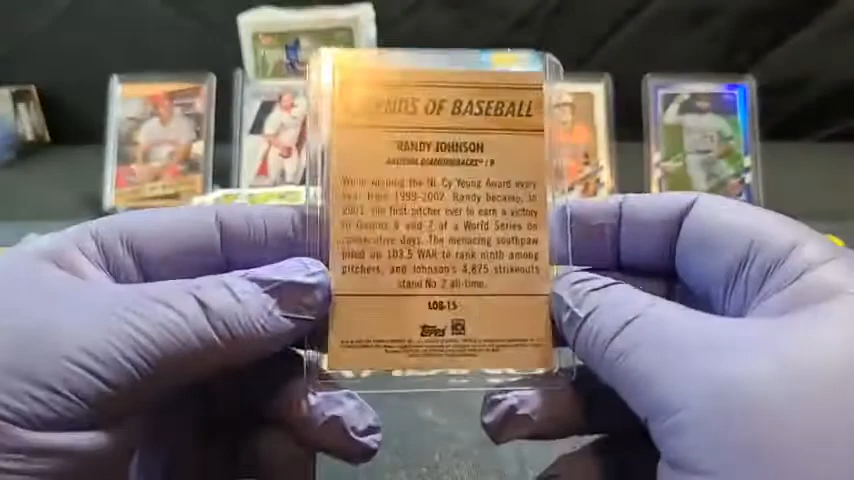 LEGENDS OF BASEBALL
RANDY JOHNSON
ARIZONA DIAMONDBACKS / P
While winning the NL Cy Young Award every
year from 1999-2002, Randy became, in
2001, the first pitcher ever to earn a victory
in Games 6 and 7 of a World Series on
consecutive days. The menacing southpaw
piled up 103.5 WAR to rank ninth among
pitchers, and Johnson's 4,875 strikeouts
stand No. 2 all-time.
LOB-15
Topps